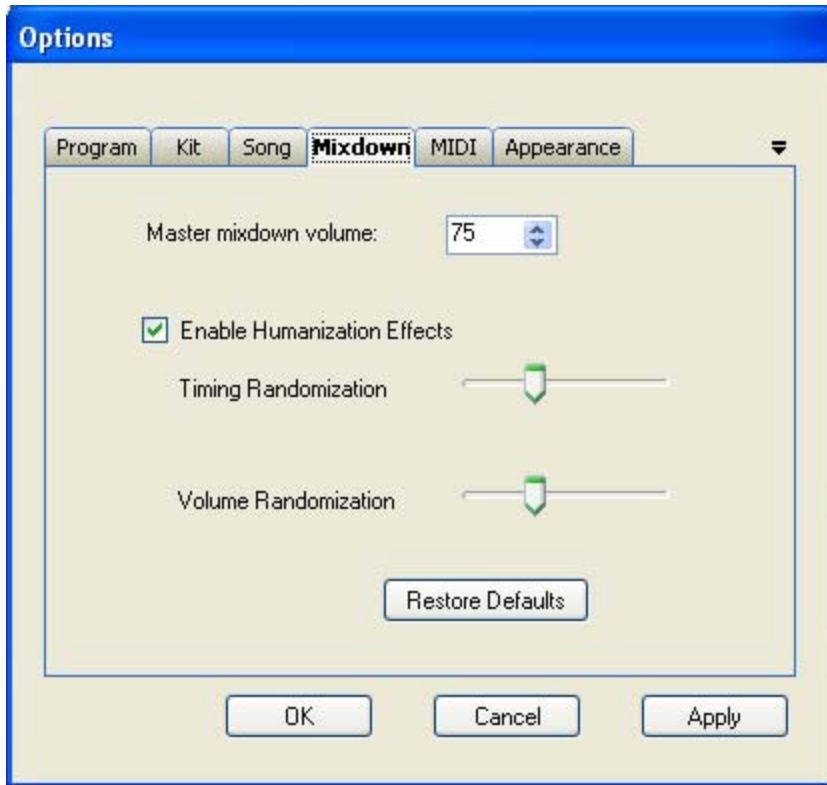 Options
Program Kit Song Mixdown MIDI Appearance
Master mixdown volume: 75
Enable Humanization Effects
Timing Randomization
Volume Randomization
Restore Defaults
OK Cancel Apply